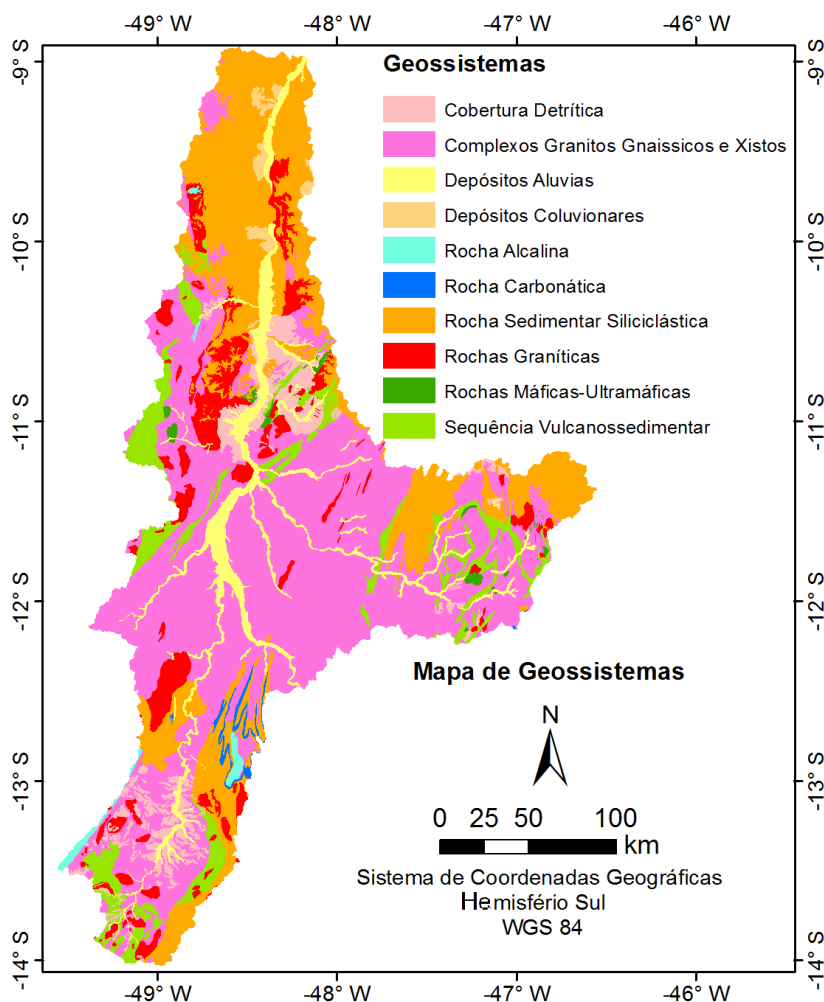 -49° W -48° W -47° W -46° W
-9° S -9° S
Geossistemas
Cobertura Detrítica
Complexos Granitos Gnaissicos e Xistos
Depósitos Aluvias
Depósitos Coluvionares
Rocha Alcalina
Rocha Carbonática
Rocha Sedimentar Siliciclástica
Rochas Graníticas
Rochas Máficas-Ultramáficas
Sequência Vulcanossedimentar
-10° S -10° S
-11° S -11° S
-12° S -12° S
Mapa de Geossistemas
N
-13° S -13° S
0 25 50 100
km
Sistema de Coordenadas Geográficas
Hemisfério Sul
WGS 84
-14° S -14° S
-49° W -48° W -47° W -46° W